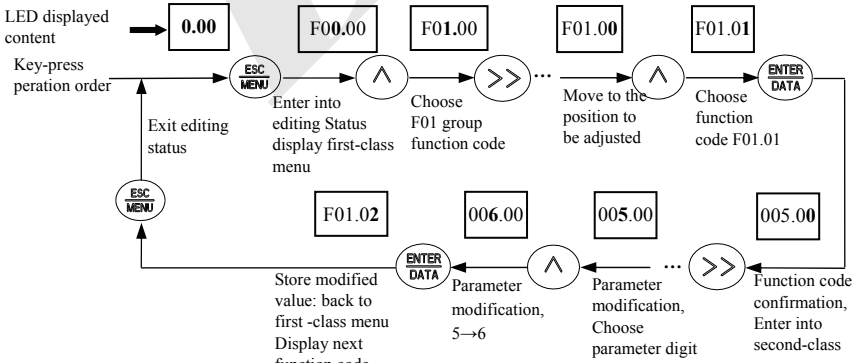 LED displayed
content
0.00
F00.00
F01.00
F01.00
F01.01
Key-press
peration order
ESC
MENU
∧
>>
...
∧
ENTER
DATA
Enter into
editing Status
display first-class
menu
Choose
F01 group
function code
Move to the
position to
be adjusted
Choose
function
code F01.01
Exit editing
status
ESC
MENU
F01.02
006.00
005.00
005.00
ENTER
DATA
∧
...
>>
Store modified
value: back to
first -class menu
Display next
function code
Parameter
modification,
5→6
Parameter
modification,
Choose
parameter digit
Function code
confirmation,
Enter into
second-class